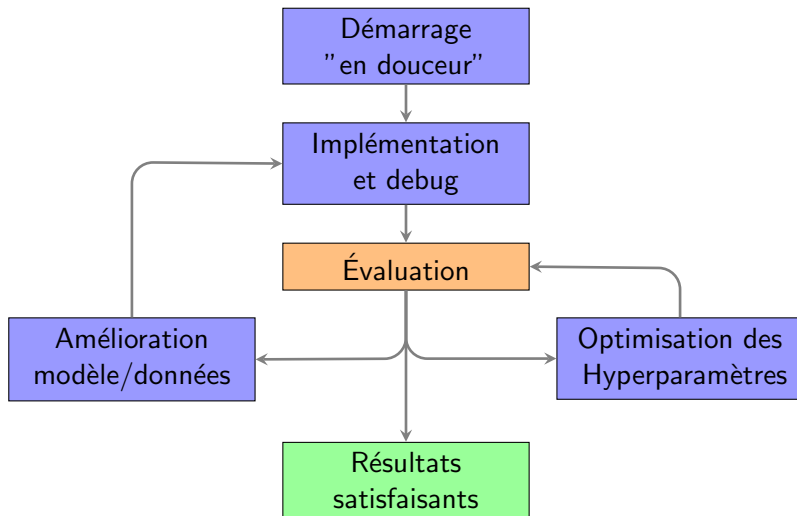 Démarrage
”en douceur”
Implémentation
et debug
Évaluation
Amélioration
modèle/données
Optimisation des
Hyperparamètres
Résultats
satisfaisants